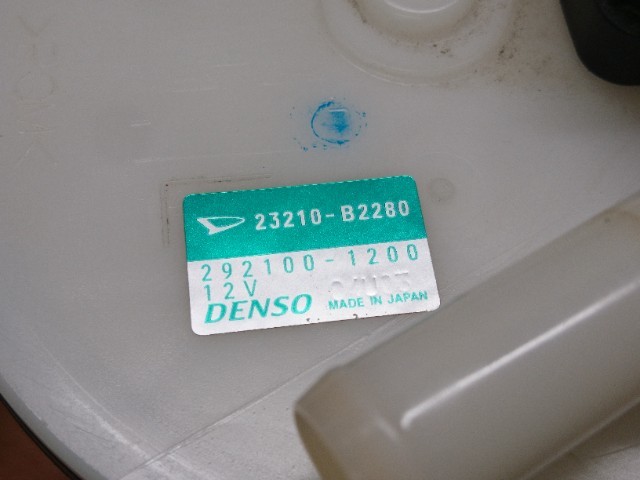 23210-B2280
292100-1200
12V
DENSO MADE IN JAPAN